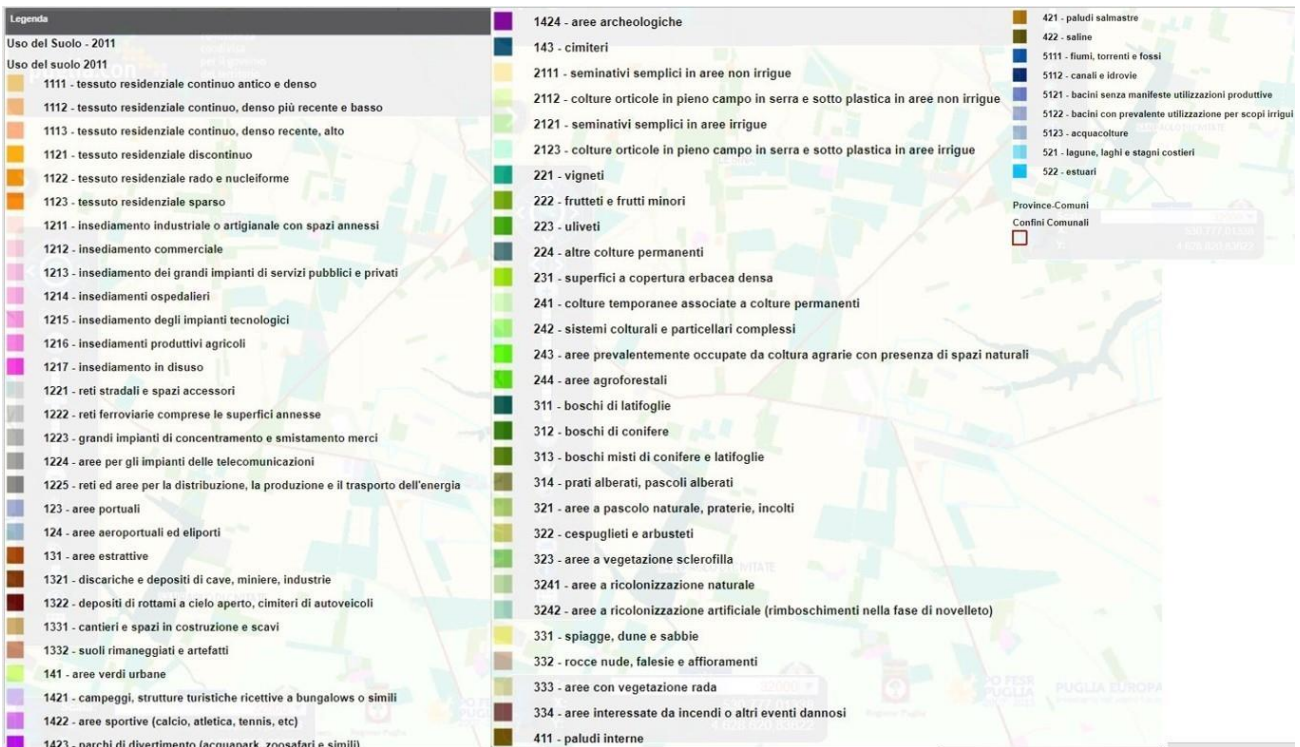 Legenda
Uso del Suolo - 2011
Uso del suolo 2011
1111 - tessuto residenziale continuo antico e denso
1112 - tessuto residenziale continuo, denso più recente e basso
1113 - tessuto residenziale continuo, denso recente, alto
1121 - tessuto residenziale discontinuo
1122 - tessuto residenziale rado e nucleiforme
1123 - tessuto residenziale sparso
1211 - insediamento industriale o artigianale con spazi annessi
1212 - insediamento commerciale
1213 - insediamento dei grandi impianti di servizi pubblici e privati
1214 - insediamenti ospedalieri
1215 - insediamento degli impianti tecnologici
1216 - insediamenti produttivi agricoli
1217 - insediamento in disuso
1221 - reti stradali e spazi accessori
1222 - reti ferroviarie comprese le superfici annesse
1223 - grandi impianti di concentramento e smistamento merci
1224 - aree per gli impianti delle telecomunicazioni
1225 - reti ed aree per la distribuzione, la produzione e il trasporto dell'energia
123 - aree portuali
124 - aree aeroportuali ed eliporti
131 - aree estrattive
1321 - discariche e depositi di cave, miniere, industrie
1322 - depositi di rottami a cielo aperto, cimiteri di autoveicoli
1331 - cantieri e spazi in costruzione e scavi
1332 - suoli rimaneggiati e artefatti
141 - aree verdi urbane
1421 - campeggi, strutture turistiche ricettive a bungalows o simili
1422 - aree sportive (calcio, atletica, tennis, etc)
1423 - parchi di divertimento (acquapark, zoosafari e simili)
1424 - aree archeologiche
143 - cimiteri
2111 - seminativi semplici in aree non irrigue
2112 - colture orticole in pieno campo in serra e sotto plastica in aree non irrigue
2121 - seminativi semplici in aree irrigue
2123 - colture orticole in pieno campo in serra e sotto plastica in aree irrigue
221 - vigneti
222 - frutteti e frutti minori
223 - uliveti
224 - altre colture permanenti
231 - superfici a copertura erbacea densa
241 - colture temporanee associate a colture permanenti
242 - sistemi colturali e particellari complessi
243 - aree prevalentemente occupate da coltura agrarie con presenza di spazi naturali
244 - aree agroforestali
311 - boschi di latifoglie
312 - boschi di conifere
313 - boschi misti di conifere e latifoglie
314 - prati alberati, pascoli alberati
321 - aree a pascolo naturale, praterie, incolti
322 - cespuglieti e arbusteti
323 - aree a vegetazione sclerofilla
3241 - aree a ricolonizzazione naturale
3242 - aree a ricolonizzazione artificiale (rimboschimenti nella fase di novelleto)
331 - spiagge, dune e sabbie
332 - rocce nude, falesie e affioramenti
333 - aree con vegetazione rada
334 - aree interessate da incendi o altri eventi dannosi
411 - paludi interne
421 - paludi salmastre
422 - saline
5111 - fiumi, torrenti e fossi
5112 - canali e idrovie
5121 - bacini senza manifeste utilizzazioni produttive
5122 - bacini con prevalente utilizzazione per scopi irrigui
5123 - acquacolture
521 - lagune, laghi e stagni costieri
522 - estuari
Province-Comuni
Confini Comunali
PUGLIA EUROPA